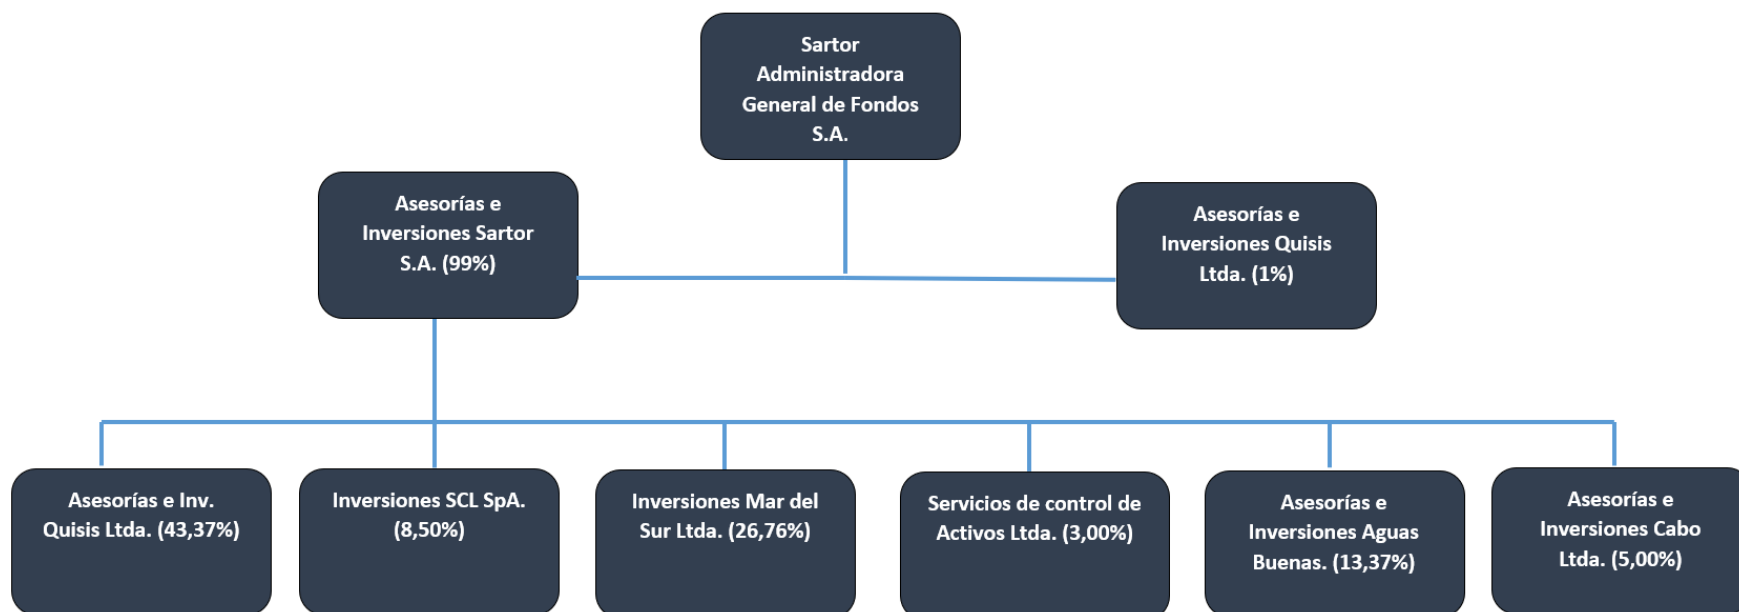 Sartor
Administradora
General de Fondos
S.A.
Asesorías e
Inversiones Sartor
S.A. (99%)
Asesorías e
Inversiones Quisis
Ltda. (1%)
Asesorías e Inv.
Quisis Ltda. (43,37%)
Inversiones SCL SpA.
(8,50%)
Inversiones Mar del
Sur Ltda. (26,76%)
Servicios de control de
Activos Ltda. (3,00%)
Asesorías e
Inversiones Aguas
Buenas. (13,37%)
Asesorías e
Inversiones Cabo
Ltda. (5,00%)